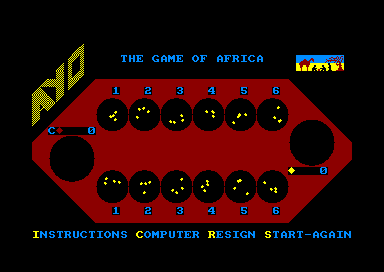 AYO
THE GAME OF AFRICA
1 2 3 4 5 6
C 0
0
1 2 3 4 5 6
INSTRUCTIONS COMPUTER RESIGN START-AGAIN